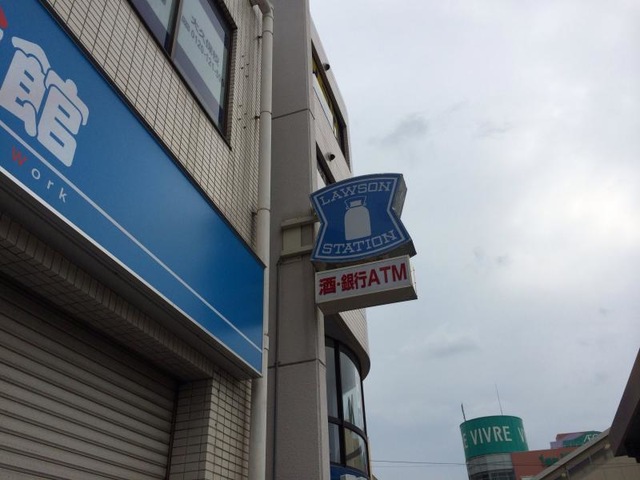 館
work
LAWSON
STATION
酒・銀行ATM
VIVRE